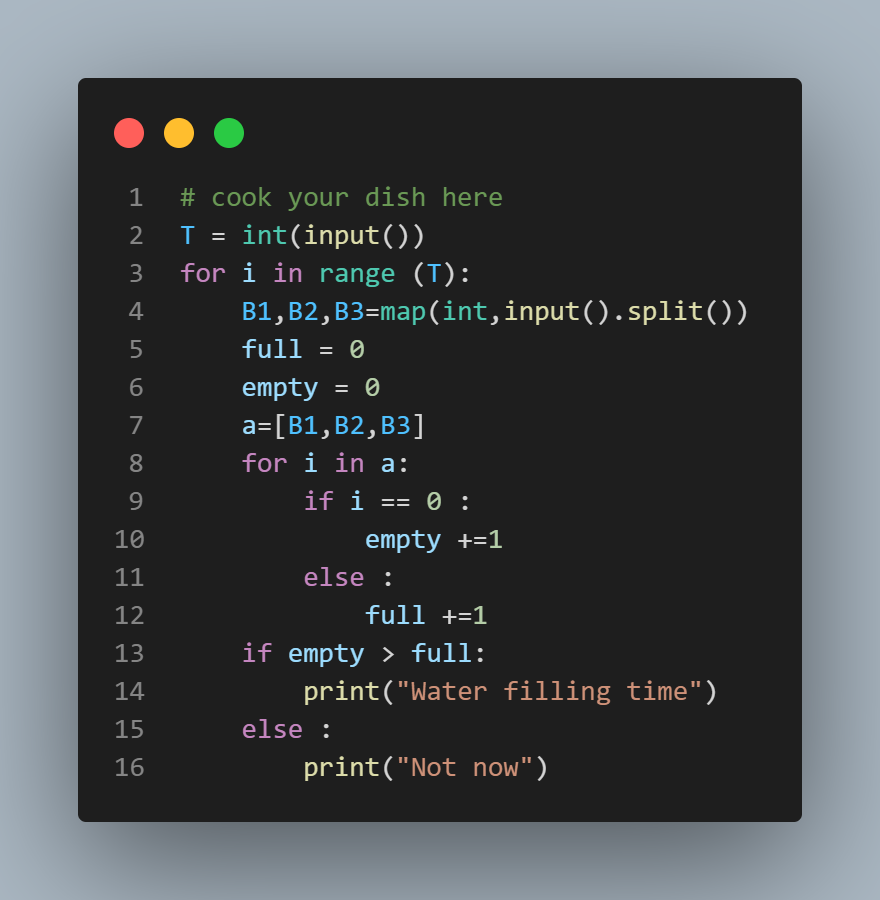 1 # cook your dish here
2 T = int(input())
3 for i in range (T):
4     B1,B2,B3=map(int,input().split())
5     full = 0
6     empty = 0
7     a=[B1,B2,B3]
8     for i in a:
9         if i == 0 :
10             empty +=1
11         else :
12             full +=1
13     if empty > full:
14         print("Water filling time")
15     else :
16         print("Not now")